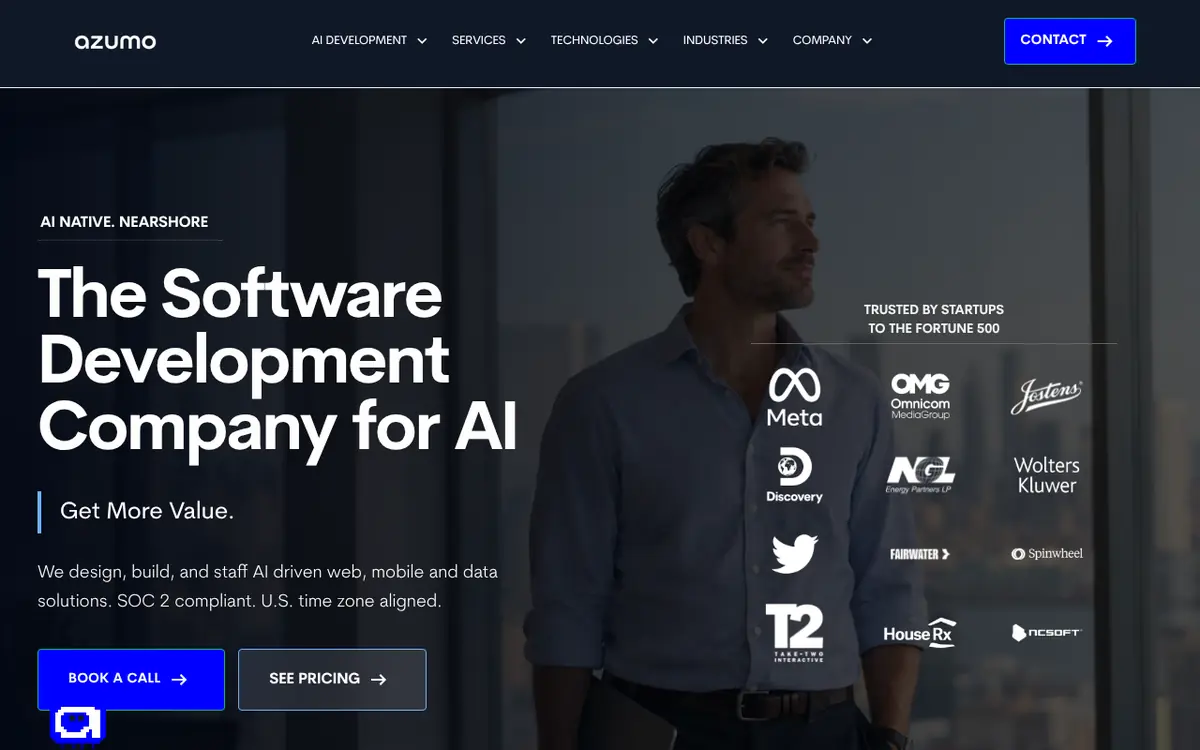 azumo
AI DEVELOPMENT
SERVICES
TECHNOLOGIES
INDUSTRIES
COMPANY
CONTACT
AI NATIVE. NEARSHORE
The Software
Development
Company for AI
Get More Value.
We design, build, and staff AI driven web, mobile and data
solutions. SOC 2 compliant. U.S. time zone aligned.
BOOK A CALL
SEE PRICING
TRUSTED BY STARTUPS
TO THE FORTUNE 500
Meta
OMG
Omnicom
MediaGroup
Jostens
Discovery
NGL
Energy Partners LP
Wolters
Kluwer
FAIRWATER
Spinwheel
T2
TAKE-TWO
INTERACTIVE
House Rx
NCSOFT
a